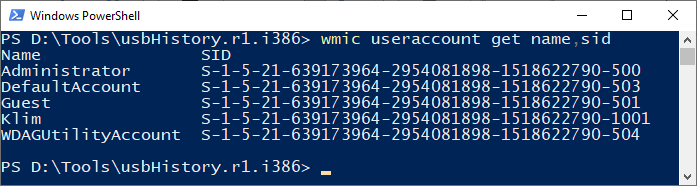 Windows PowerShell
PS D:\Tools\usbHistory.r1.i386> wmic useraccount get name,sid
Name                SID
Administrator       S-1-5-21-639173964-2954081898-1518622790-500
DefaultAccount      S-1-5-21-639173964-2954081898-1518622790-503
Guest               S-1-5-21-639173964-2954081898-1518622790-501
Klim                S-1-5-21-639173964-2954081898-1518622790-1001
WDAGUtilityAccount  S-1-5-21-639173964-2954081898-1518622790-504
PS D:\Tools\usbHistory.r1.i386>